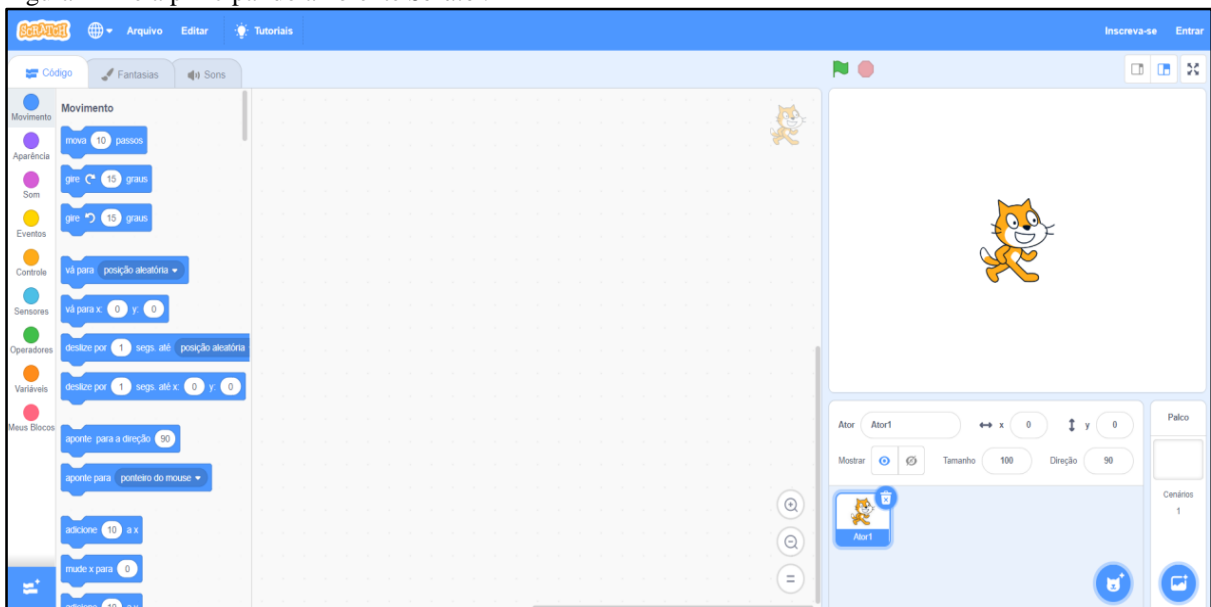 SCRATCH
Arquivo
Editar
Tutoriais
Inscreva-se
Entrar
Código
Fantasias
Sons
Movimento
Aparência
Som
Eventos
Controle
Sensores
Operadores
Variáveis
Meus Blocos
Movimento
mova 10 passos
gire 15 graus
gire 15 graus
vá para posição aleatória
vá para x: 0 y: 0
deslize por 1 segs. até posição aleatória
deslize por 1 segs. até x: 0 y: 0
aponte para a direção 90
aponte para ponteiro do mouse
adicione 10 a x
mude x para 0
Ator Ator1 x 0 y 0
Mostrar Tamanho 100 Direção 90
Ator1
Palco
Cenários
1